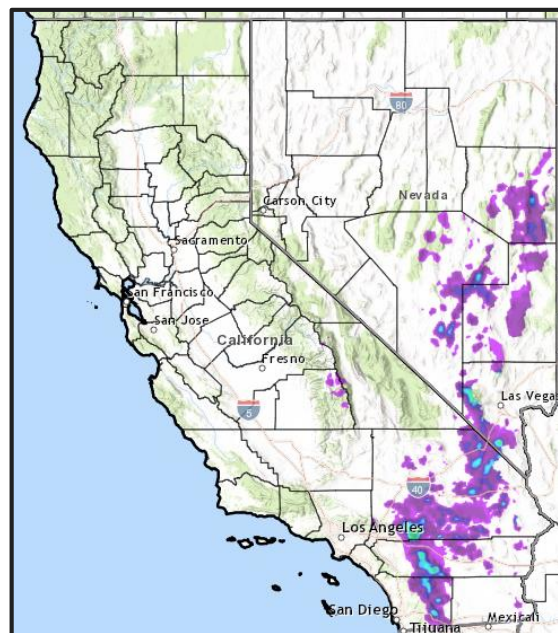 80
Carson City
Nevada
Sacramento
San Francisco
San Jose
California
Fresno
5
Las Vegas
40
Los Angeles
San Diego
Tijuana
Mexicali